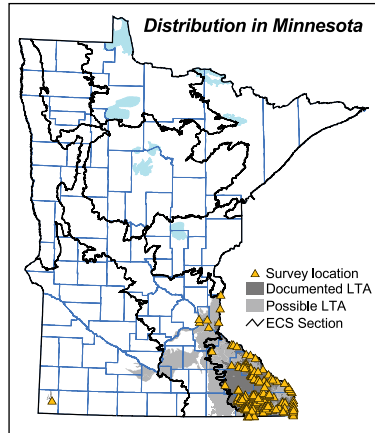 Distribution in Minnesota
Survey location
Documented LTA
Possible LTA
ECS Section